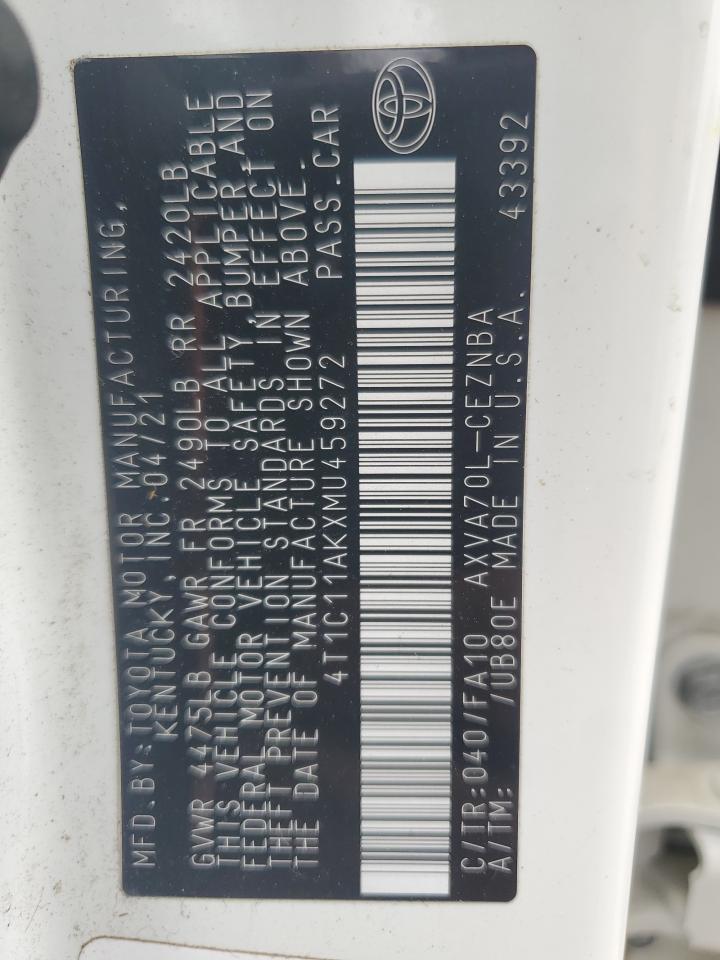 MFD.BY:TOYOTA MOTOR MANUFACTURING,
KENTUCKY,INC.04/21
GVWR 4475LB GAWR FR 2490LB RR 2420LB
THIS VEHICLE CONFORMS TO ALL APPLICABLE
FEDERAL MOTOR VEHICLE SAFETY,BUMPER,AND
THEFT PREVENTION STANDARDS IN EFFECT ON
THE DATE OF MANUFACTURE SHOWN ABOVE.
4T1C11AKXMU459272 PASS.CAR
C/TR:040/FA10 AXVA70L-CEZNBA
A/TM: /UB80E MADE IN U.S.A. 43392